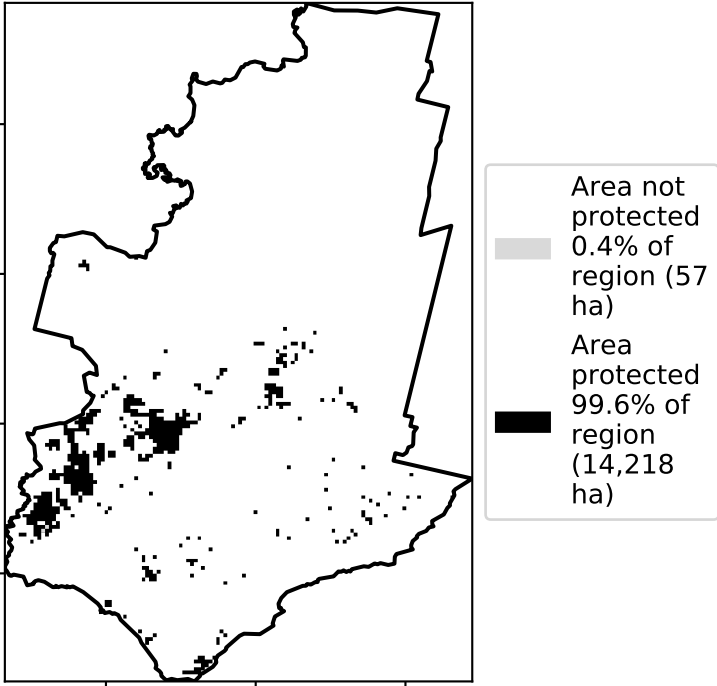 Area not
protected
0.4% of
region (57
ha)
Area
protected
99.6% of
region
(14,218
ha)